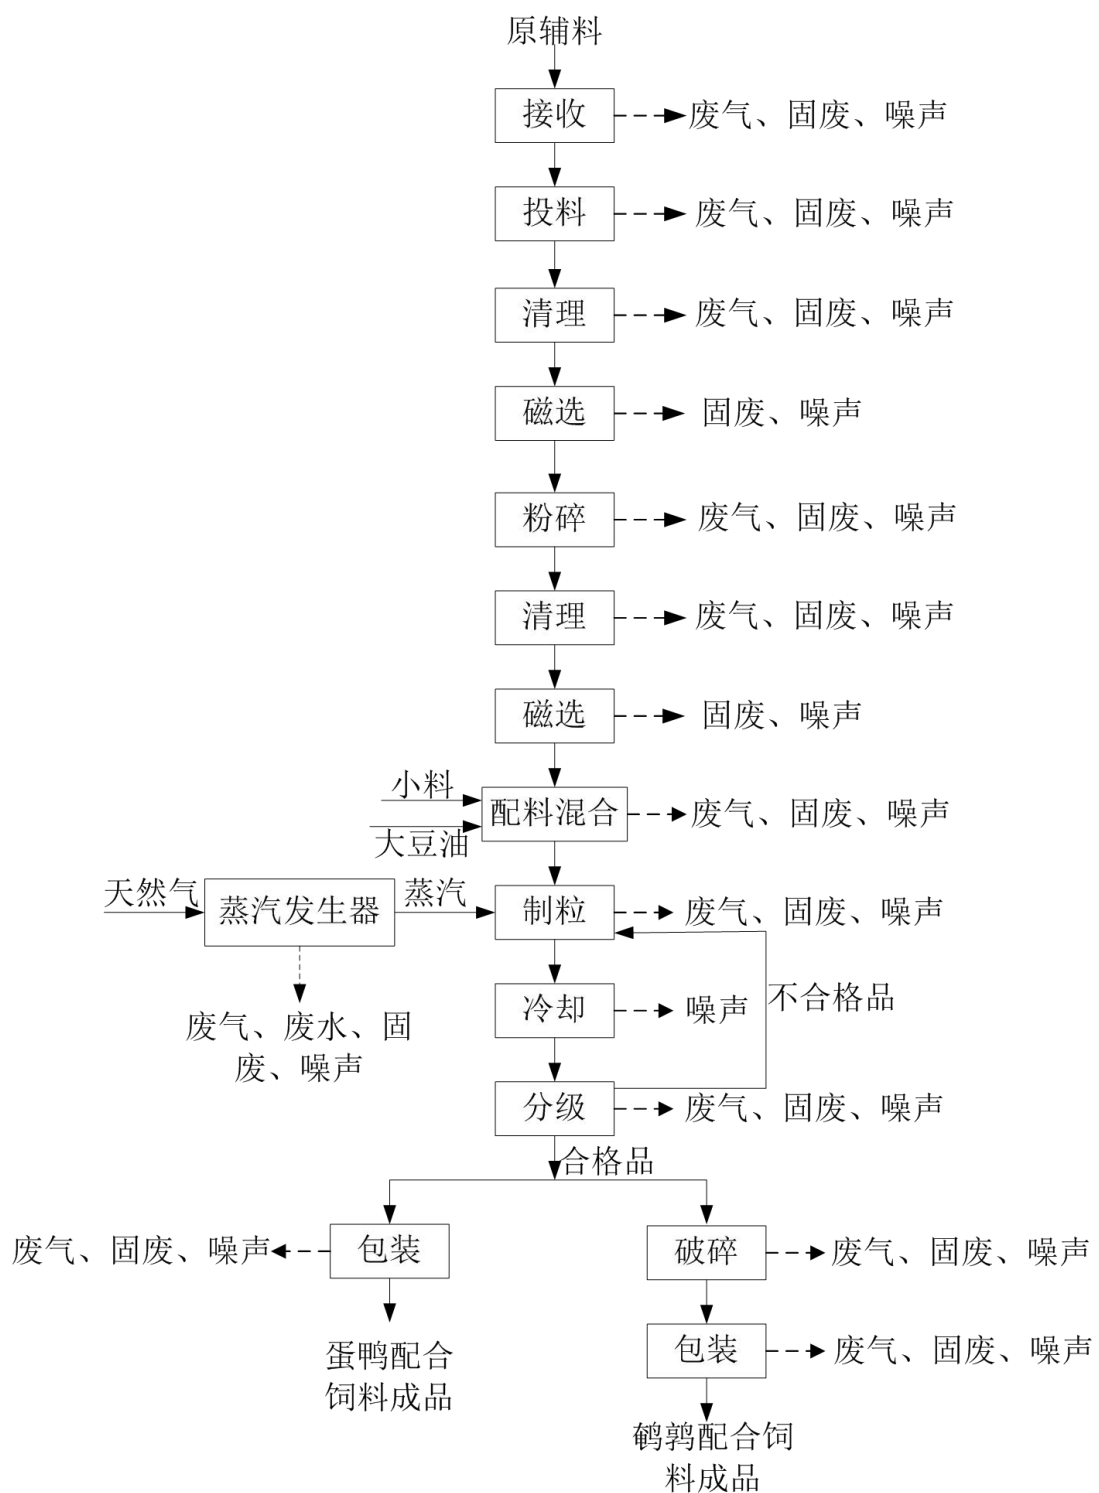 原辅料
接收
废气、固废、噪声
投料
废气、固废、噪声
清理
废气、固废、噪声
磁选
固废、噪声
粉碎
废气、固废、噪声
清理
废气、固废、噪声
磁选
固废、噪声
小料
大豆油
配料混合
废气、固废、噪声
天然气
蒸汽发生器
蒸汽
制粒
废气、固废、噪声
废气、废水、固
废、噪声
冷却
噪声
不合格品
分级
废气、固废、噪声
合格品
废气、固废、噪声
包装
破碎
废气、固废、噪声
蛋鸭配合
饲料成品
包装
废气、固废、噪声
鹌鹑配合饲
料成品